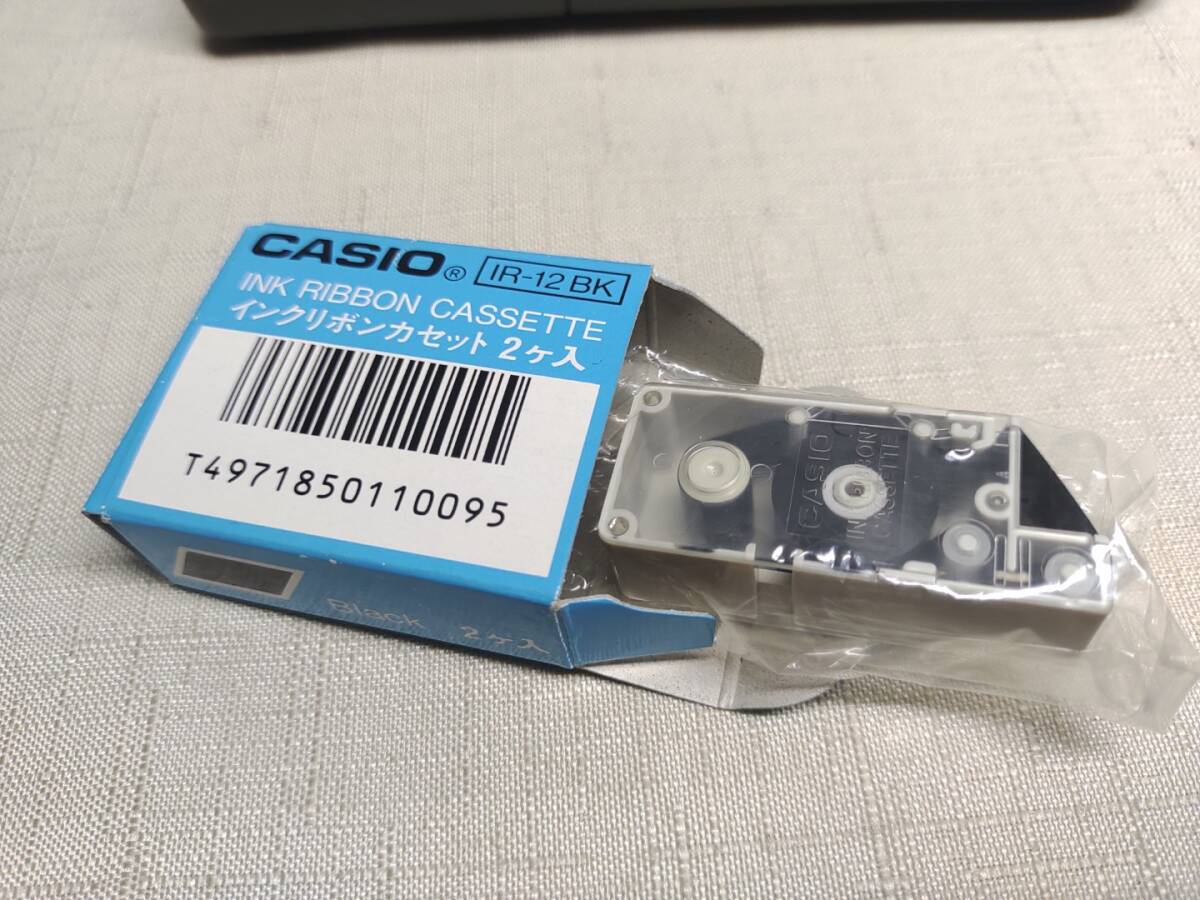 CASIO® IR-12 BK
INK RIBBON CASSETTE
インクリボンカセット 2ヶ入
T4971850110095
Black 2ヶ入
CASIO
INK RIBBON
CASSETTE